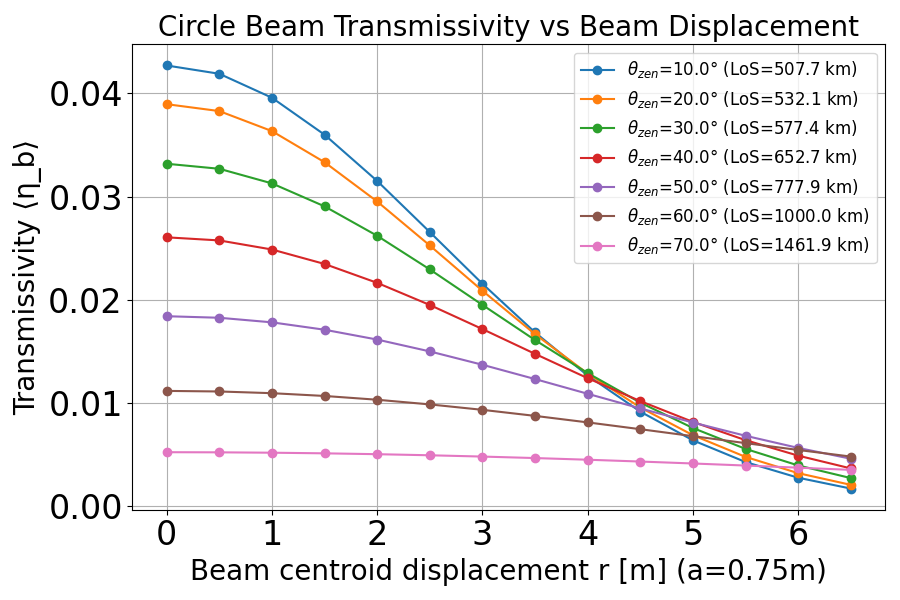 Circle Beam Transmissivity vs Beam Displacement
Transmissivity ⟨η_b⟩
0.04
0.03
0.02
0.01
0.00
θzen=10.0° (LoS=507.7 km)
θzen=20.0° (LoS=532.1 km)
θzen=30.0° (LoS=577.4 km)
θzen=40.0° (LoS=652.7 km)
θzen=50.0° (LoS=777.9 km)
θzen=60.0° (LoS=1000.0 km)
θzen=70.0° (LoS=1461.9 km)
0 1 2 3 4 5 6
Beam centroid displacement r [m] (a=0.75m)